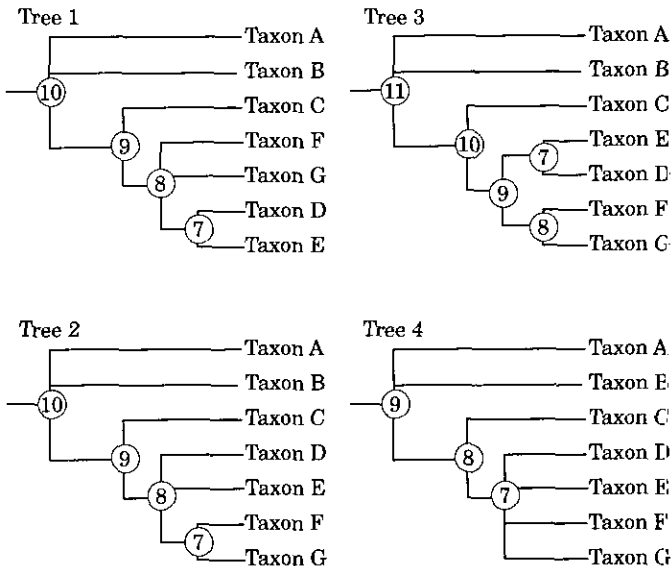 Tree 1
Taxon A
Taxon B
10
Taxon C
9
Taxon F
8
Taxon G
Taxon D
7
Taxon E
Tree 3
Taxon A
Taxon B
11
Taxon C
10
Taxon E
7
Taxon D
9
Taxon F
8
Taxon G
Tree 2
Taxon A
Taxon B
10
Taxon C
9
Taxon D
8
Taxon E
Taxon F
7
Taxon G
Tree 4
Taxon A
Taxon B
9
Taxon C
8
Taxon D
7
Taxon E
Taxon F
Taxon G